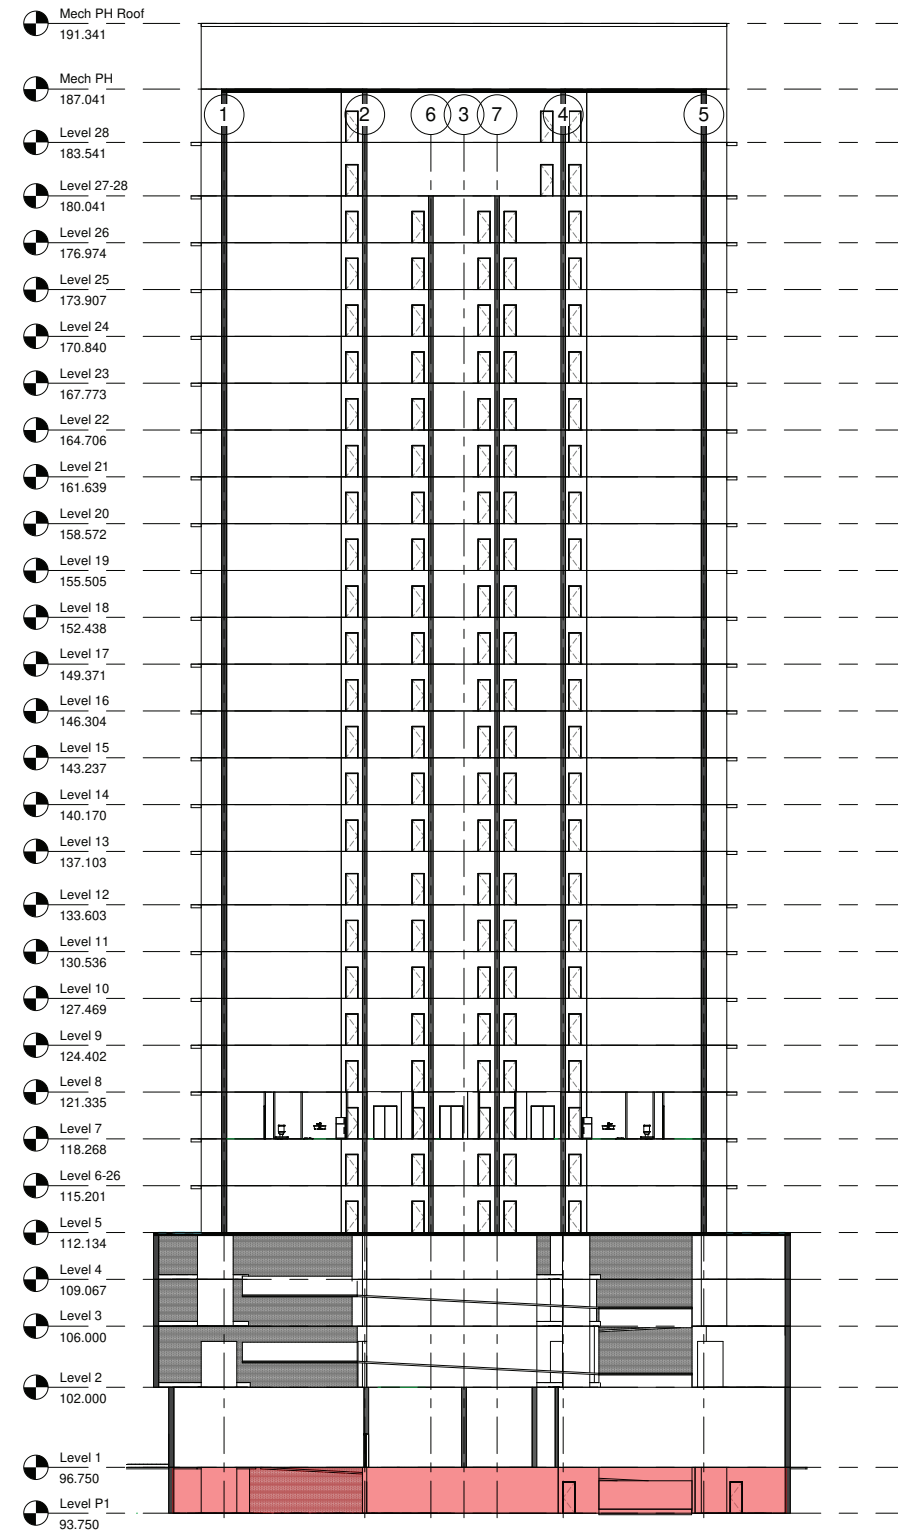 Mech PH Roof
191.341
Mech PH
187.041
1 2 6 3 7 4 5
Level 28
183.541
Level 27-28
180.041
Level 26
176.974
Level 25
173.907
Level 24
170.840
Level 23
167.773
Level 22
164.706
Level 21
161.639
Level 20
158.572
Level 19
155.505
Level 18
152.438
Level 17
149.371
Level 16
146.304
Level 15
143.237
Level 14
140.170
Level 13
137.103
Level 12
133.603
Level 11
130.536
Level 10
127.469
Level 9
124.402
Level 8
121.335
Level 7
118.268
Level 6-26
115.201
Level 5
112.134
Level 4
109.067
Level 3
106.000
Level 2
102.000
Level 1
96.750
Level P1
93.750